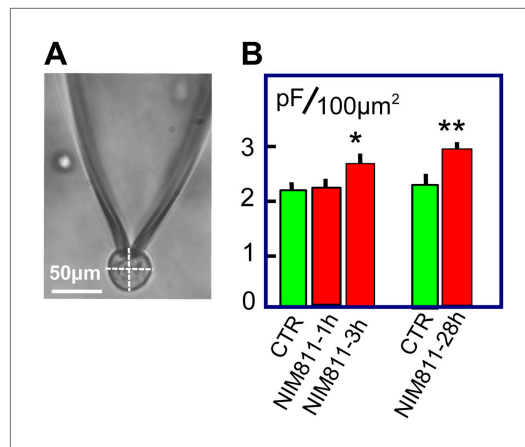 A
50µm
B
pF/100µm²
*
**
3
2
1
0
CTR
NIM811-1h
NIM811-3h
CTR
NIM811-28h